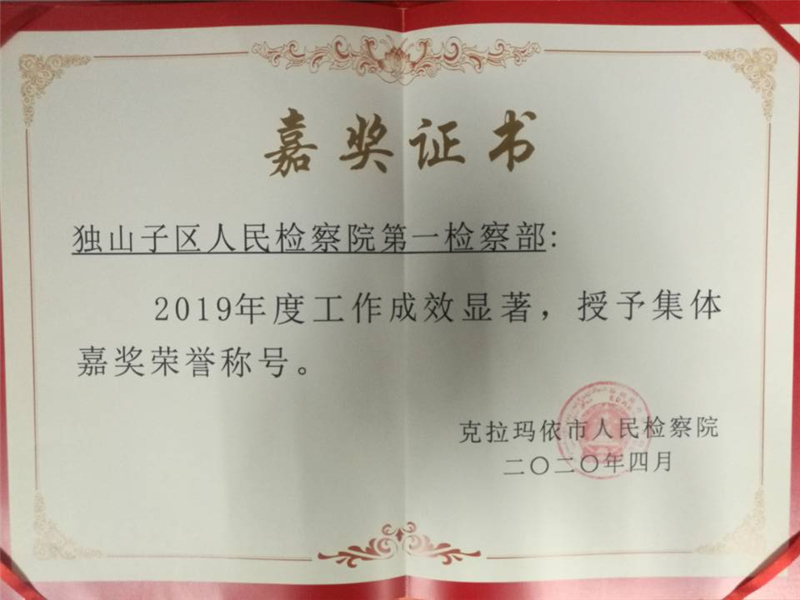 嘉奖证书
独山子区人民检察院第一检察部:
2019年度工作成效显著，授予集体
嘉奖荣誉称号。
克拉玛依市人民检察院
二〇二〇年四月